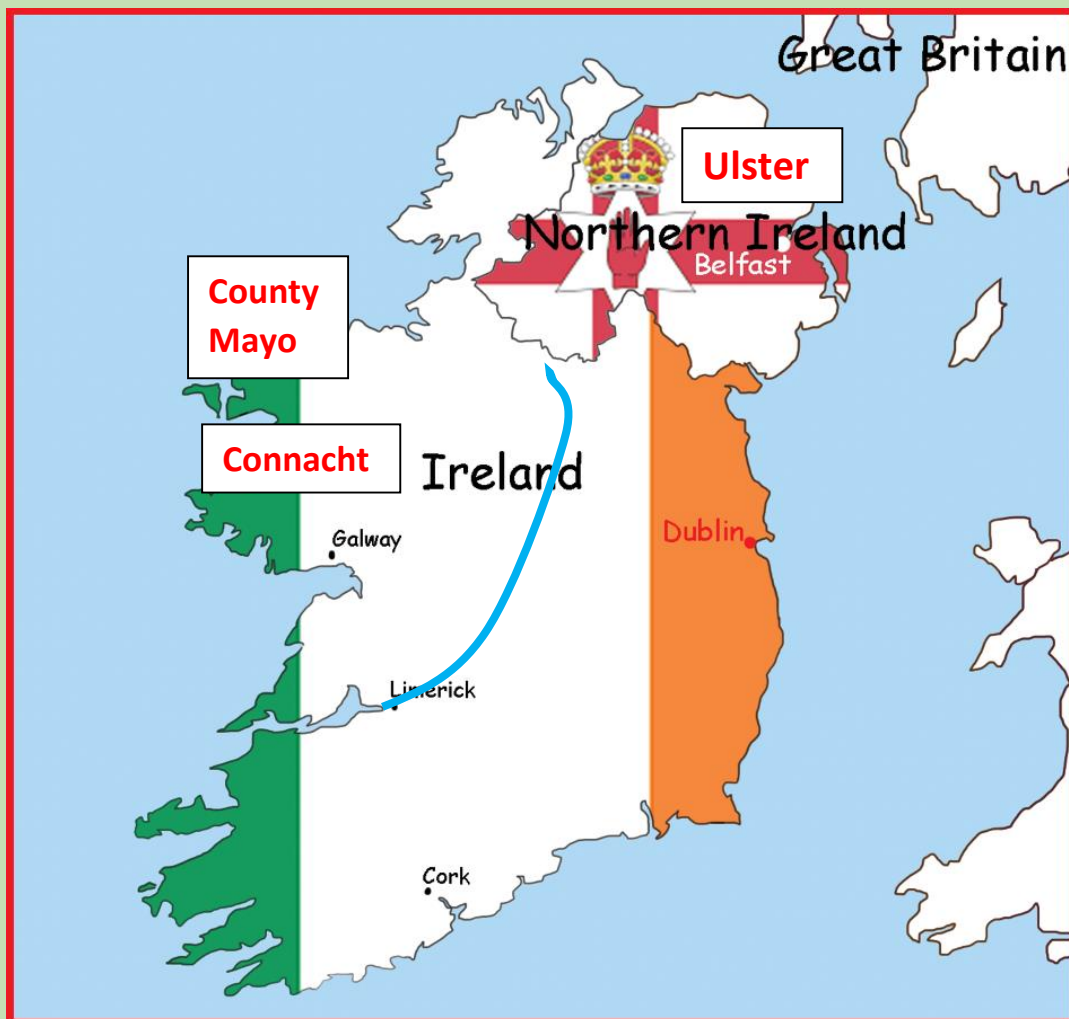 Great Britain
Ulster
Northern Ireland
Belfast
County
Mayo
Connacht
Ireland
Galway
Dublin
Limerick
Cork